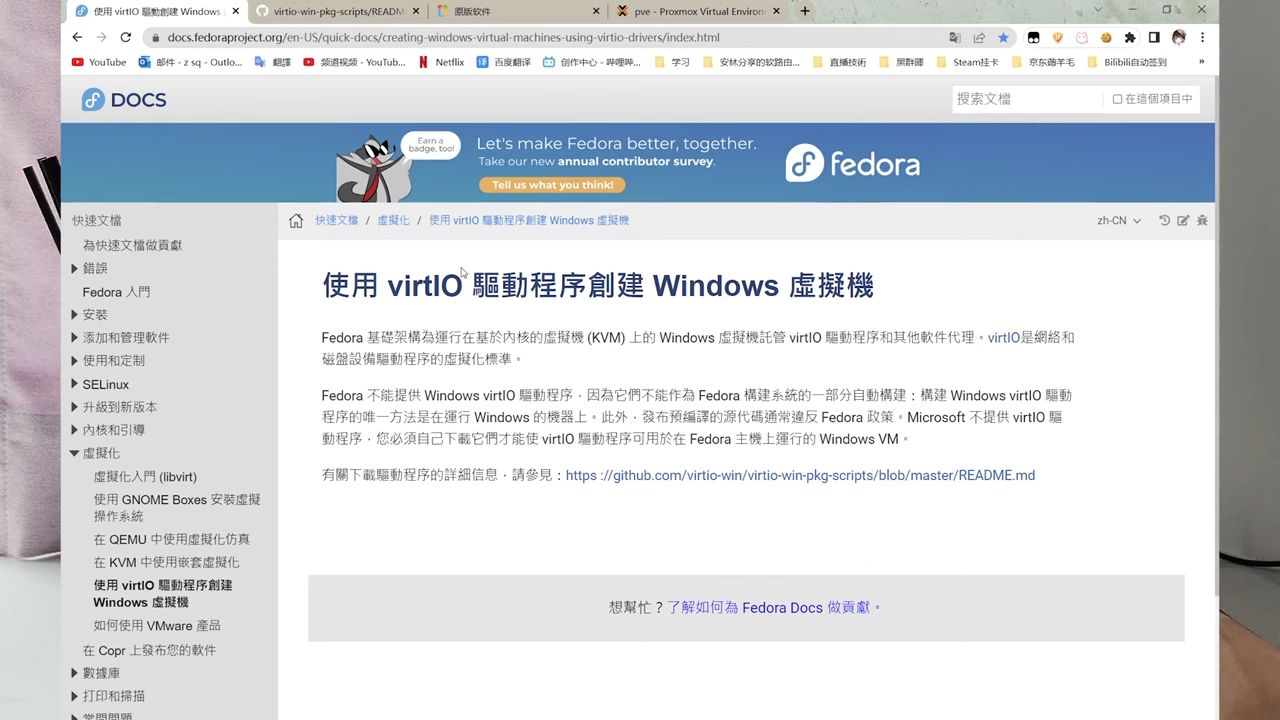 使用 virtIO 驅動程序創建 Windows
virtio-win-pkg-scripts/README
原版软件
pve - Proxmox Virtual Environ
docs.fedoraproject.org/en-US/quick-docs/creating-windows-virtual-machines-using-virtio-drivers/index.html
YouTube
邮件 - z sq - Outlo...
翻譯
频道视频 - YouTub...
Netflix
百度翻译
创作中心 - 哔哩哔...
学习
安林分享的软路由...
直播技術
黑群暉
Steam挂卡
京东薅羊毛
Bilibili自动签到
DOCS
搜索文檔
在這個項目中
Earn a
badge, too!
Let's make Fedora better, together.
Take our new annual contributor survey.
Tell us what you think!
fedora
快速文檔 / 虛擬化 / 使用 virtIO 驅動程序創建 Windows 虛擬機
zh-CN
快速文檔
為快速文檔做貢獻
錯誤
Fedora 入門
安裝
添加和管理軟件
使用和定制
SELinux
升級到新版本
內核和引導
虛擬化
虛擬化入門 (libvirt)
使用 GNOME Boxes 安裝虛擬
操作系統
在 QEMU 中使用虛擬化仿真
在 KVM 中使用嵌套虛擬化
使用 virtIO 驅動程序創建
Windows 虛擬機
如何使用 VMware 產品
在 Copr 上發布您的軟件
數據庫
打印和掃描
常問問題
使用 virtIO 驅動程序創建 Windows 虛擬機
Fedora 基礎架構為運行在基於內核的虛擬機 (KVM) 上的 Windows 虛擬機託管 virtIO 驅動程序和其他軟件代理。virtIO是網絡和
磁盤設備驅動程序的虛擬化標準。
Fedora 不能提供 Windows virtIO 驅動程序，因為它們不能作為 Fedora 構建系統的一部分自動構建；構建 Windows virtIO 驅動
程序的唯一方法是在運行 Windows 的機器上。此外，發布預編譯的源代碼通常違反 Fedora 政策。Microsoft 不提供 virtIO 驅
動程序，您必須自己下載它們才能使 virtIO 驅動程序可用於在 Fedora 主機上運行的 Windows VM。
有關下載驅動程序的詳細信息，請參見：https ://github.com/virtio-win/virtio-win-pkg-scripts/blob/master/README.md
想幫忙？了解如何為 Fedora Docs 做貢獻。